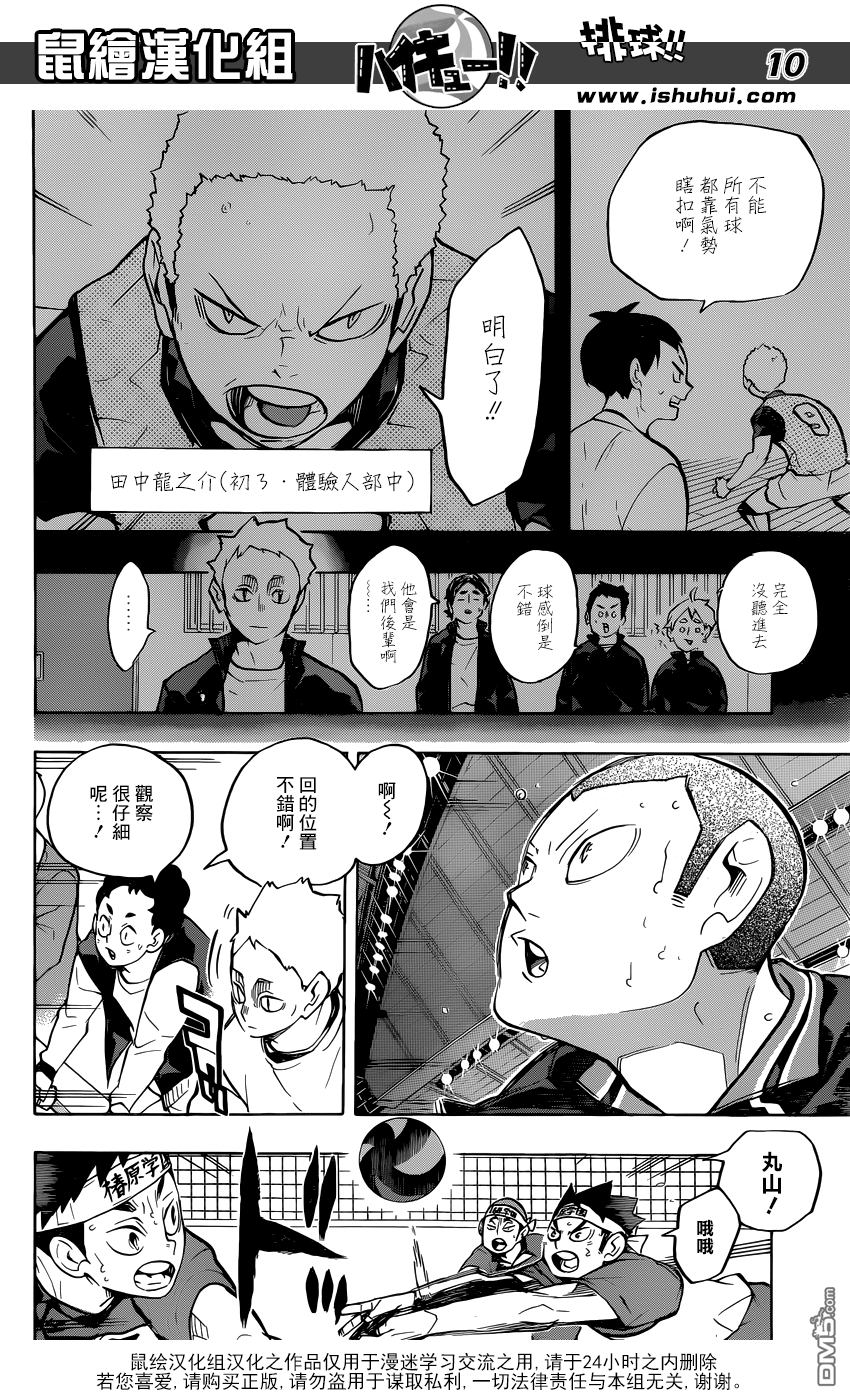 鼠繪漢化組
ハイキュー!!
排球!!
10
www.ishuhui.com
不能
所有球
都靠氣勢
瞎扣啊!
明白了!!
田中龍之介(初3·體驗入部中)
完全
沒聽進去
球感倒是
不錯
他會是
我們後輩啊
~……
……
啊~!
回的位置
不錯啊!
觀察
很仔細
呢…!
コク
丸山!
哦哦
椿原学
ド
鼠绘汉化组汉化之作品仅用于漫迷学习交流之用, 请于24小时之内删除
若您喜爱, 请购买正版, 请勿盗用于谋取私利, 一切法律责任与本组无关, 谢谢。
DM5.com